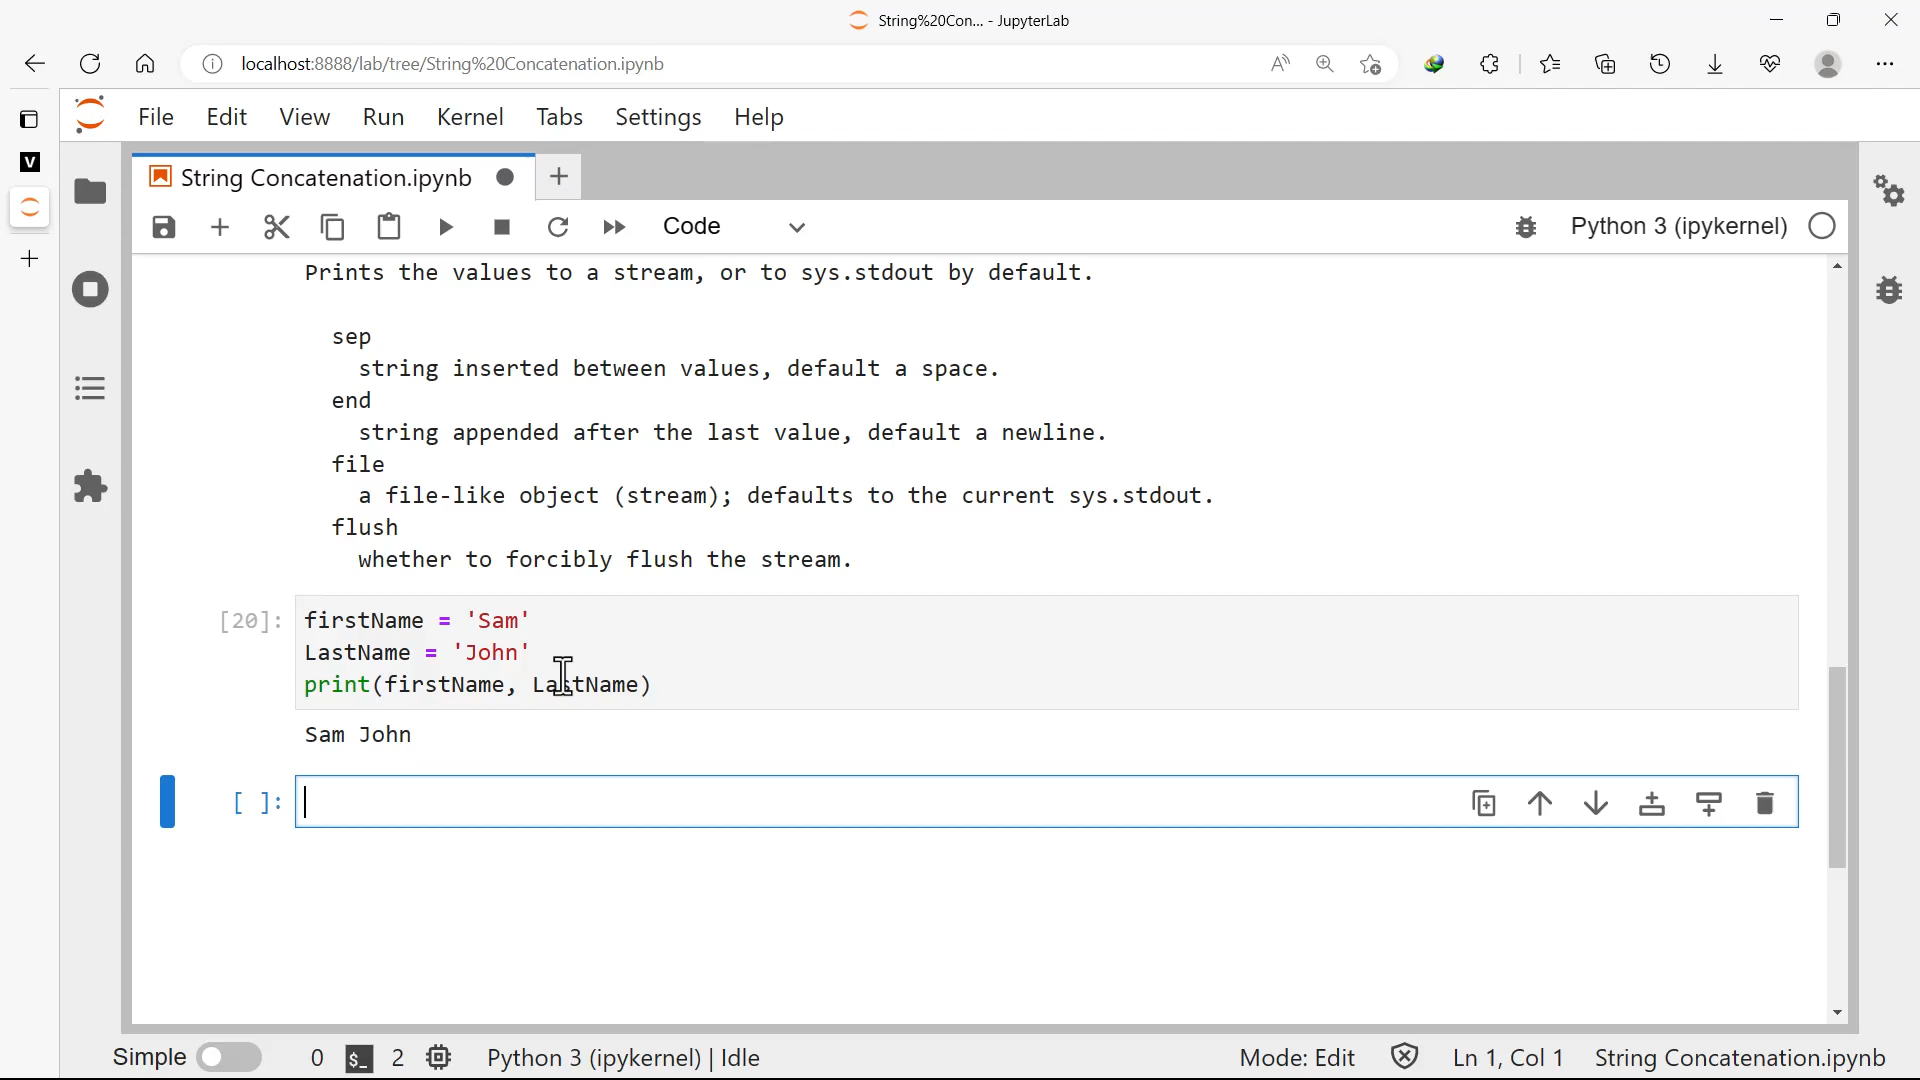 String%20Con... - JupyterLab
localhost:8888/lab/tree/String%20Concatenation.ipynb
File Edit View Run Kernel Tabs Settings Help
V
String Concatenation.ipynb
Code
Python 3 (ipykernel)
Prints the values to a stream, or to sys.stdout by default.
sep
string inserted between values, default a space.
end
string appended after the last value, default a newline.
file
a file-like object (stream); defaults to the current sys.stdout.
flush
whether to forcibly flush the stream.
[20]: firstName = 'Sam'
LastName = 'John'
print(firstName, LastName)
Sam John
[ ]:
Simple 0 $_ 2 Python 3 (ipykernel) | Idle Mode: Edit Ln 1, Col 1 String Concatenation.ipynb